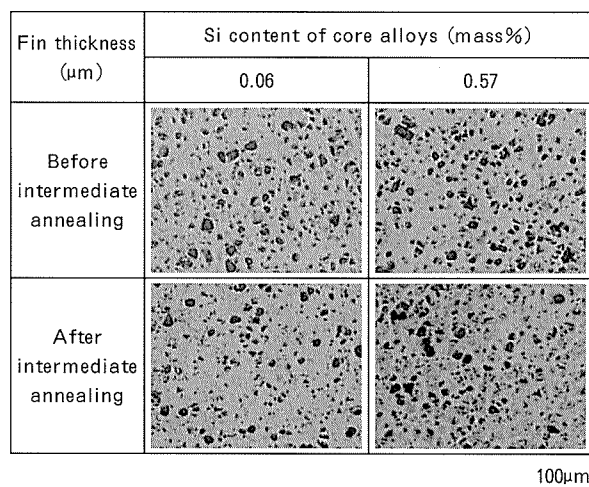 Fin thickness
(μm)
Si content of core alloys (mass%)
0.06
0.57
Before
intermediate
annealing
After
intermediate
annealing
100μm